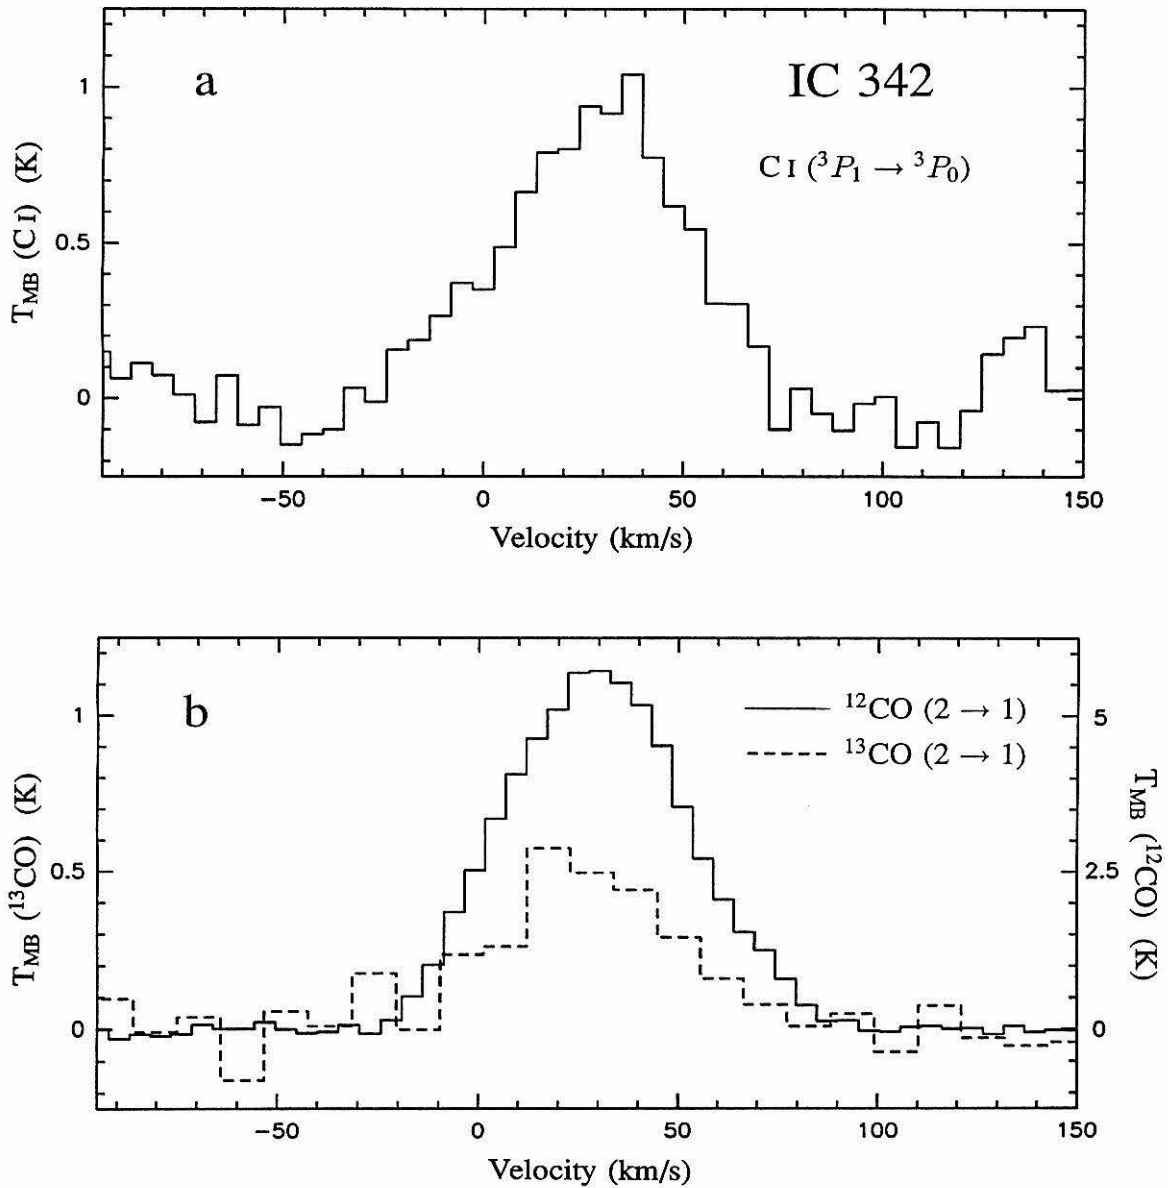 a
IC 342
C I (³P₁ → ³P₀)
T_MB (C I) (K)
1
0.5
0
−50 0 50 100 150
Velocity (km/s)
b
¹²CO (2 → 1)
¹³CO (2 → 1)
T_MB (¹³CO) (K)
1
0.5
0
5
2.5
0
T_MB (¹²CO) (K)
−50 0 50 100 150
Velocity (km/s)